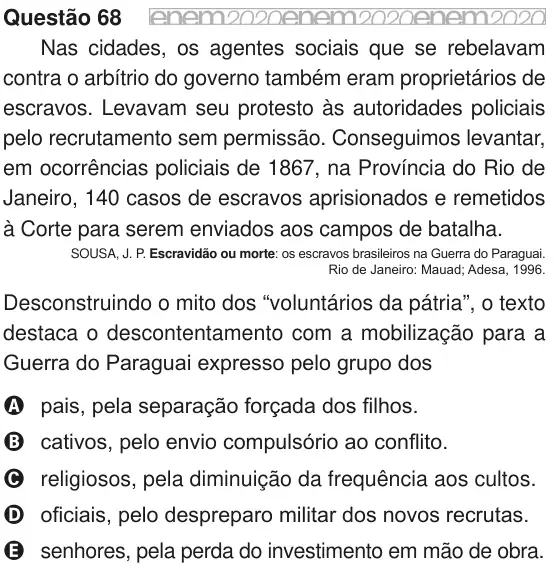 Questão 68 enem2020enem2020enem2020
Nas cidades, os agentes sociais que se rebelavam
contra o arbítrio do governo também eram proprietários de
escravos. Levavam seu protesto às autoridades policiais
pelo recrutamento sem permissão. Conseguimos levantar,
em ocorrências policiais de 1867, na Província do Rio de
Janeiro, 140 casos de escravos aprisionados e remetidos
à Corte para serem enviados aos campos de batalha.
SOUSA, J. P. Escravidão ou morte: os escravos brasileiros na Guerra do Paraguai.
Rio de Janeiro: Mauad; Adesa, 1996.
Desconstruindo o mito dos “voluntários da pátria”, o texto
destaca o descontentamento com a mobilização para a
Guerra do Paraguai expresso pelo grupo dos
A pais, pela separação forçada dos filhos.
B cativos, pelo envio compulsório ao conflito.
C religiosos, pela diminuição da frequência aos cultos.
D oficiais, pelo despreparo militar dos novos recrutas.
E senhores, pela perda do investimento em mão de obra.